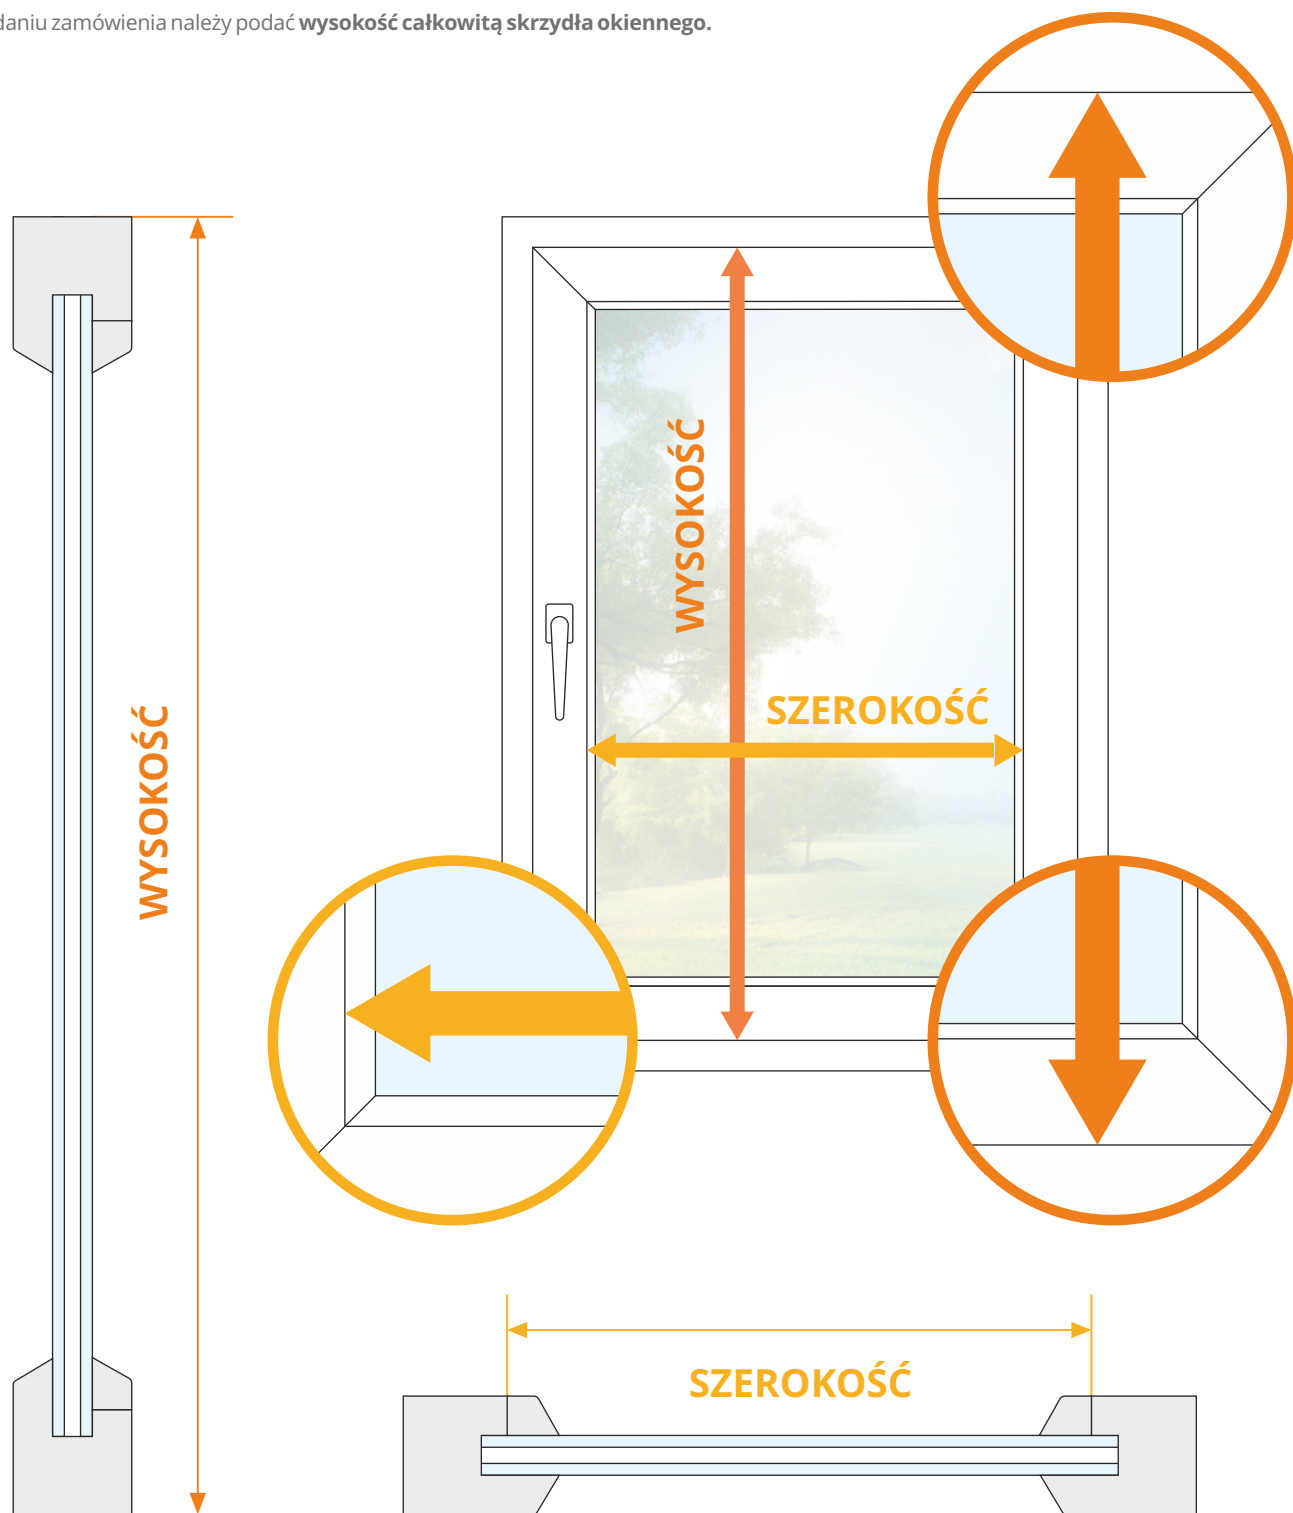 daniu zamówienia należy podać wysokość całkowitą skrzydła okiennego.
WYSOKOŚĆ
SZEROKOŚĆ
WYSOKOŚĆ
SZEROKOŚĆ